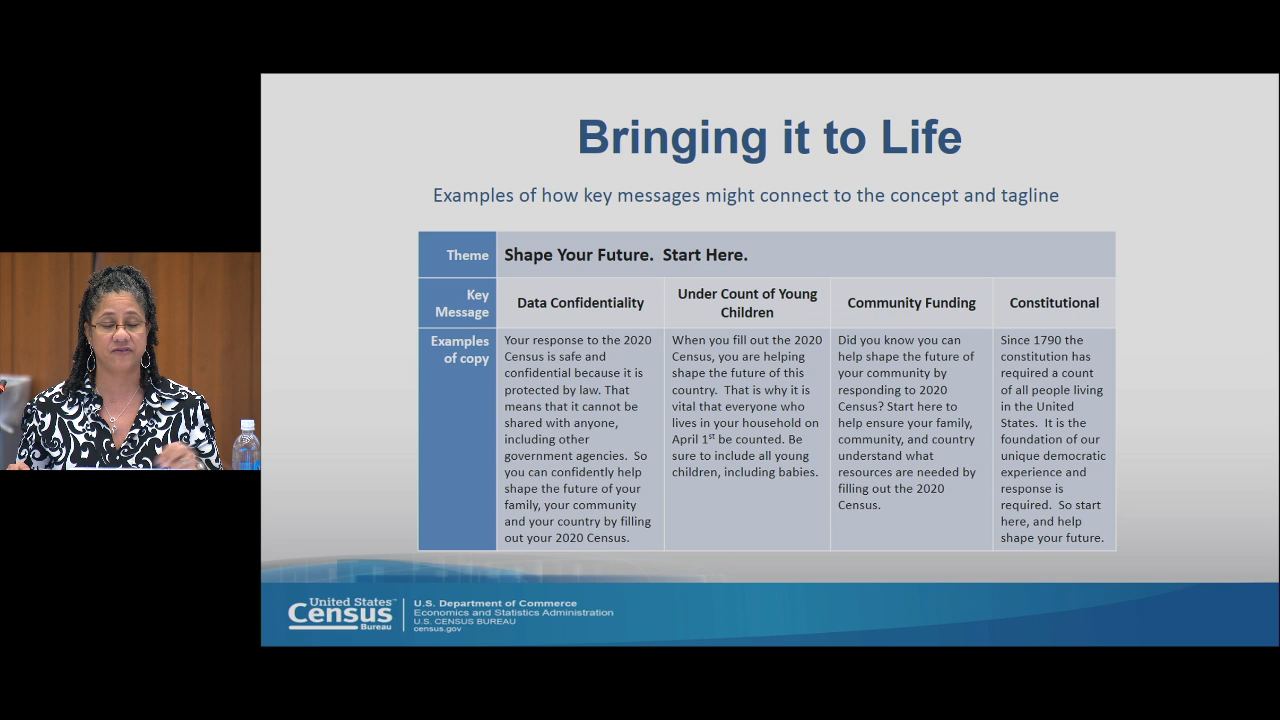 Bringing it to Life
Examples of how key messages might connect to the concept and tagline
Theme
Shape Your Future.  Start Here.
Key
Message
Data Confidentiality
Under Count of Young
Children
Community Funding
Constitutional
Examples
of copy
Your response to the 2020
Census is safe and
confidential because it is
protected by law. That
means that it cannot be
shared with anyone,
including other
government agencies.  So
you can confidently help
shape the future of your
family, your community
and your country by filling
out your 2020 Census.
When you fill out the 2020
Census, you are helping
shape the future of this
country.  That is why it is
vital that everyone who
lives in your household on
April 1st be counted. Be
sure to include all young
children, including babies.
Did you know you can
help shape the future of
your community by
responding to 2020
Census? Start here to
help ensure your family,
community, and country
understand what
resources are needed by
filling out the 2020
Census.
Since 1790 the
constitution has
required a count
of all people living
in the United
States.  It is the
foundation of our
unique democratic
experience and
response is
required.  So start
here, and help
shape your future.
United States™
Census
Bureau
U.S. Department of Commerce
Economics and Statistics Administration
U.S. CENSUS BUREAU
census.gov